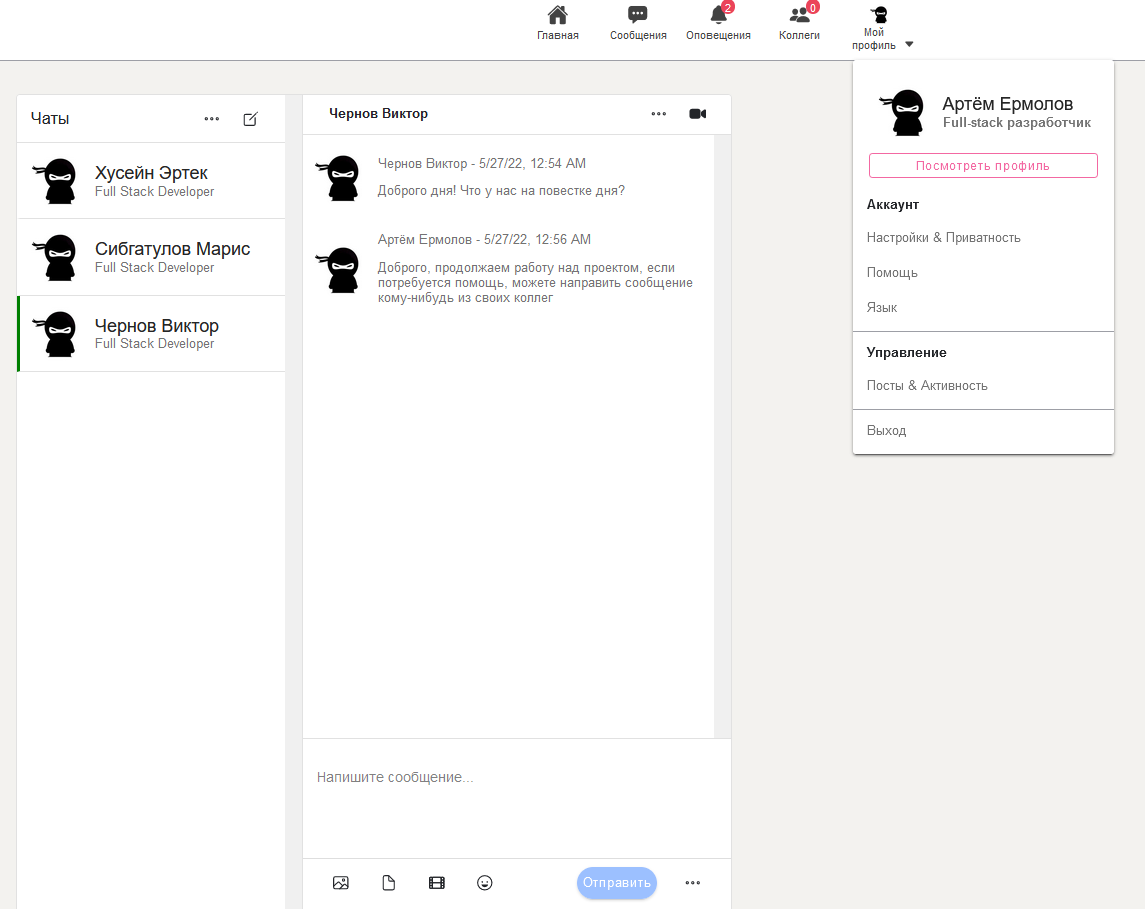 Главная
Сообщения
2
Оповещения
0
Коллеги
Мой
профиль
Чаты
Хусейн Эртек
Full Stack Developer
Сибгатулов Марис
Full Stack Developer
Чернов Виктор
Full Stack Developer
Чернов Виктор
Чернов Виктор - 5/27/22, 12:54 AM
Доброго дня! Что у нас на повестке дня?
Артём Ермолов - 5/27/22, 12:56 AM
Доброго, продолжаем работу над проектом, если
потребуется помощь, можете направить сообщение
кому-нибудь из своих коллег
Напишите сообщение...
Отправить
Артём Ермолов
Full-stack разработчик
Посмотреть профиль
Аккаунт
Настройки & Приватность
Помощь
Язык
Управление
Посты & Активность
Выход